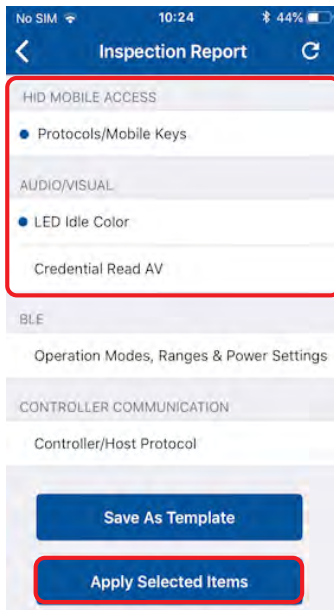 No SIM 10:24 44%
Inspection Report
HID MOBILE ACCESS
Protocols/Mobile Keys
AUDIO/VISUAL
LED Idle Color
Credential Read AV
BLE
Operation Modes, Ranges & Power Settings
CONTROLLER COMMUNICATION
Controller/Host Protocol
Save As Template
Apply Selected Items